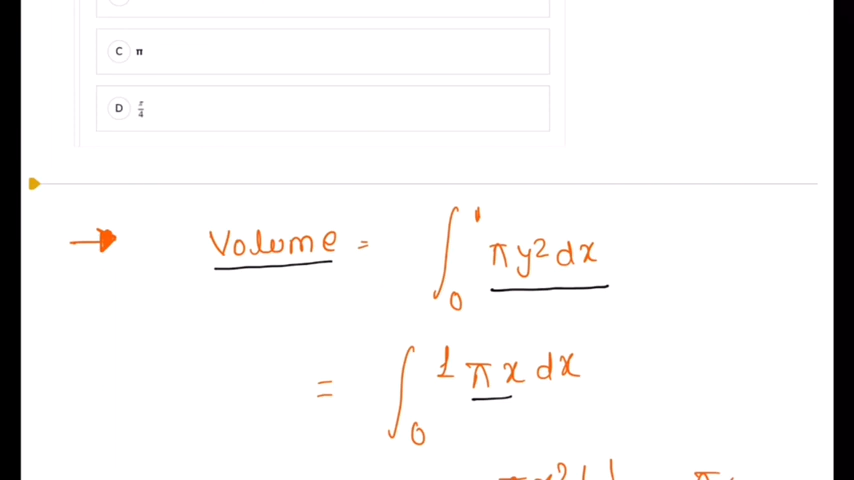 C π
D π/4
Volume = ∫₀¹ πy²dx
= ∫₀¹ πx dx